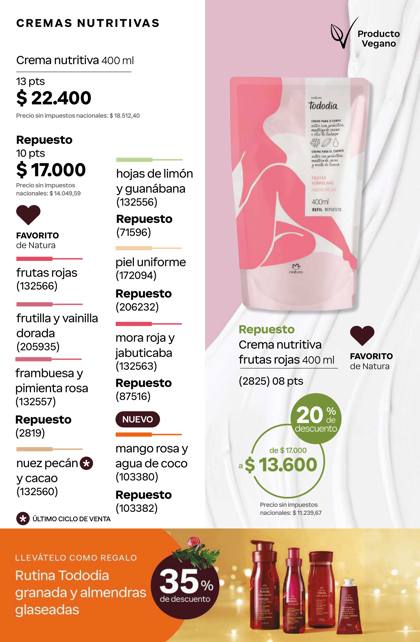 CREMAS NUTRITIVAS
Crema nutritiva 400 ml
13 pts
$ 22.400
Precio sin impuestos nacionales: $ 18.512,40
Repuesto
10 pts
$ 17.000
Precio sin impuestos
nacionales: $ 14.049,59
FAVORITO
de Natura
frutas rojas
(132566)
frutilla y vainilla
dorada
(205935)
frambuesa y
pimienta rosa
(132557)
Repuesto
(2819)
nuez pecán
y cacao
(132560)
ÚLTIMO CICLO DE VENTA
hojas de limón
y guanábana
(132556)
Repuesto
(71596)
piel uniforme
(172094)
Repuesto
(206232)
mora roja y
jabuticaba
(132563)
Repuesto
(87516)
NUEVO
mango rosa y
agua de coco
(103380)
Repuesto
(103382)
Producto
Vegano
natura
Tododia
400ml
REFIL REPUESTO
natura
Repuesto
Crema nutritiva
frutas rojas 400 ml
(2825) 08 pts
FAVORITO
de Natura
20% de
descuento
de $ 17.000
a $ 13.600
Precio sin impuestos
nacionales: $ 11.239,67
LLEVÁTELO COMO REGALO
Rutina Tododia
granada y almendras
glaseadas
35%
de descuento